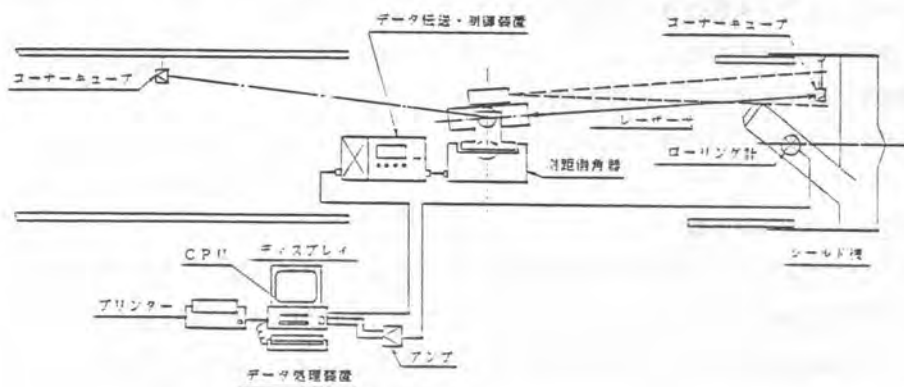 データ伝送・制御装置
コーナーキューブ
コーナーキューブ
レーザー光
ローリング計
測距測角器
シールド機
CPU
ディスプレイ
プリンター
アンプ
データ処理装置